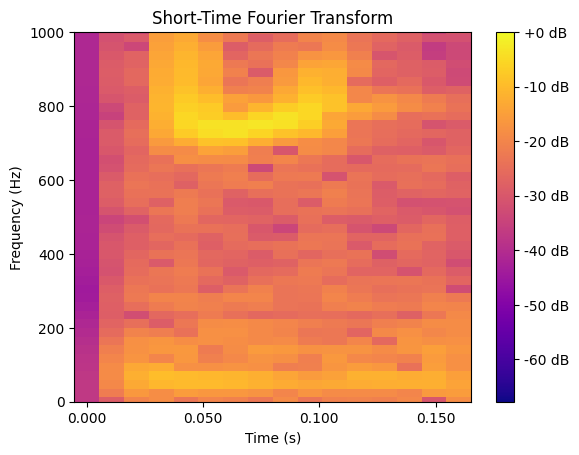 Short-Time Fourier Transform
1000
800
600
400
200
0
Frequency (Hz)
0.000
0.050
0.100
0.150
Time (s)
+0 dB
-10 dB
-20 dB
-30 dB
-40 dB
-50 dB
-60 dB